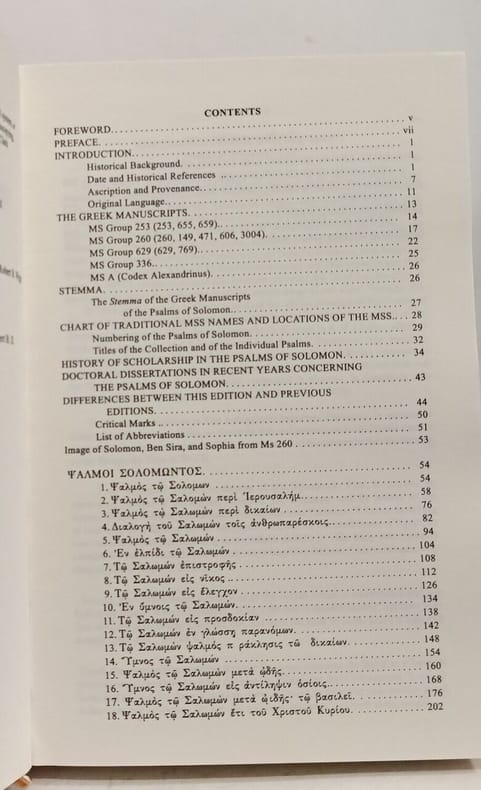 CONTENTS
FOREWORD v
PREFACE vii
INTRODUCTION 1
Historical Background 1
Date and Historical References 1
Ascription and Provenance 7
Original Language 11
THE GREEK MANUSCRIPTS 13
MS Group 253 (253, 655, 659) 14
MS Group 260 (260, 149, 471, 606, 3004) 17
MS Group 629 (629, 769) 22
MS Group 336 25
MS A (Codex Alexandrinus) 26
STEMMA 26
The Stemma of the Greek Manuscripts
of the Psalms of Solomon 27
CHART OF TRADITIONAL MSS NAMES AND LOCATIONS OF THE MSS 28
Numbering of the Psalms of Solomon 29
Titles of the Collection and of the Individual Psalms 32
HISTORY OF SCHOLARSHIP IN THE PSALMS OF SOLOMON 34
DOCTORAL DISSERTATIONS IN RECENT YEARS CONCERNING
THE PSALMS OF SOLOMON 43
DIFFERENCES BETWEEN THIS EDITION AND PREVIOUS
EDITIONS 44
Critical Marks 50
List of Abbreviations 51
Image of Solomon, Ben Sira, and Sophia from Ms 260 53
ΨΑΛΜΟΙ ΣΟΛΟΜΩΝΤΟΣ 54
1. Ψαλμὸς τῷ Σολομων 54
2. Ψαλμὸς τῷ Σαλομὼν περὶ Ἱερουσαλήμ 58
3. Ψαλμὸς τῷ Σαλωμὼν περὶ δικαίων 76
4. Διαλογὴ τοῦ Σαλωμὼν τοῖς ἀνθρωπαρέσκοις 82
5. Ψαλμὸς τῷ Σαλωμών 94
6. Ἐν ἐλπίδι τῷ Σαλωμών 104
7. Τῷ Σαλωμὼν ἐπιστροφῆς 108
8. Τῷ Σαλωμὼν εἰς νῖκος 112
9. Τῷ Σαλωμὼν εἰς ἔλεγχον 126
10. Ἐν ὕμνοις τῷ Σαλωμών 134
11. Τῷ Σαλωμὼν εἰς προσδοκίαν 138
12. Τῷ Σαλωμὼν ἐν γλώσσῃ παρανόμων 142
13. Τῷ Σαλωμὼν ψαλμὸς π ράκλησις τῶ δικαίων 148
14. Ὕμνος τῷ Σαλωμών 154
15. Ψαλμὸς τῷ Σαλωμὼν μετὰ ᾠδῆς 160
16. Ὕμνος τῷ Σαλωμὼν εἰς ἀντίληψιν ὁσίοις 168
17. Ψαλμὸς τῷ Σαλωμὼν μετὰ ᾠδῆς· τῷ βασιλεῖ 176
18. Ψαλμὸς τῷ Σαλωμὼν ἔτι τοῦ Χριστοῦ Κυρίου 202